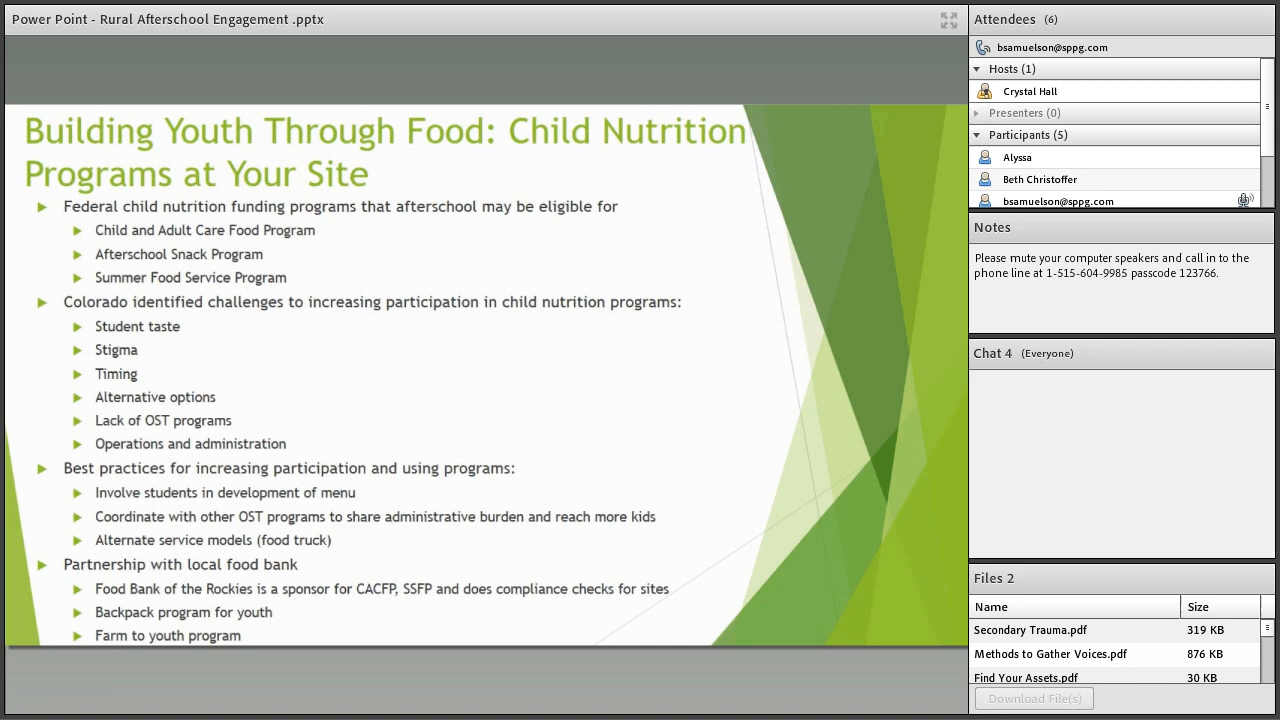 Power Point - Rural Afterschool Engagement .pptx
Building Youth Through Food: Child Nutrition
Programs at Your Site
Federal child nutrition funding programs that afterschool may be eligible for
Child and Adult Care Food Program
Afterschool Snack Program
Summer Food Service Program
Colorado identified challenges to increasing participation in child nutrition programs:
Student taste
Stigma
Timing
Alternative options
Lack of OST programs
Operations and administration
Best practices for increasing participation and using programs:
Involve students in development of menu
Coordinate with other OST programs to share administrative burden and reach more kids
Alternate service models (food truck)
Partnership with local food bank
Food Bank of the Rockies is a sponsor for CACFP, SSFP and does compliance checks for sites
Backpack program for youth
Farm to youth program
Attendees (6)
bsamuelson@sppg.com
Hosts (1)
Crystal Hall
Presenters (0)
Participants (5)
Alyssa
Beth Christoffer
bsamuelson@sppg.com
Notes
Please mute your computer speakers and call in to the
phone line at 1-515-604-9985 passcode 123766.
Chat 4 (Everyone)
Files 2
Name Size
Secondary Trauma.pdf 319 KB
Methods to Gather Voices.pdf 876 KB
Find Your Assets.pdf 30 KB
Download File(s)